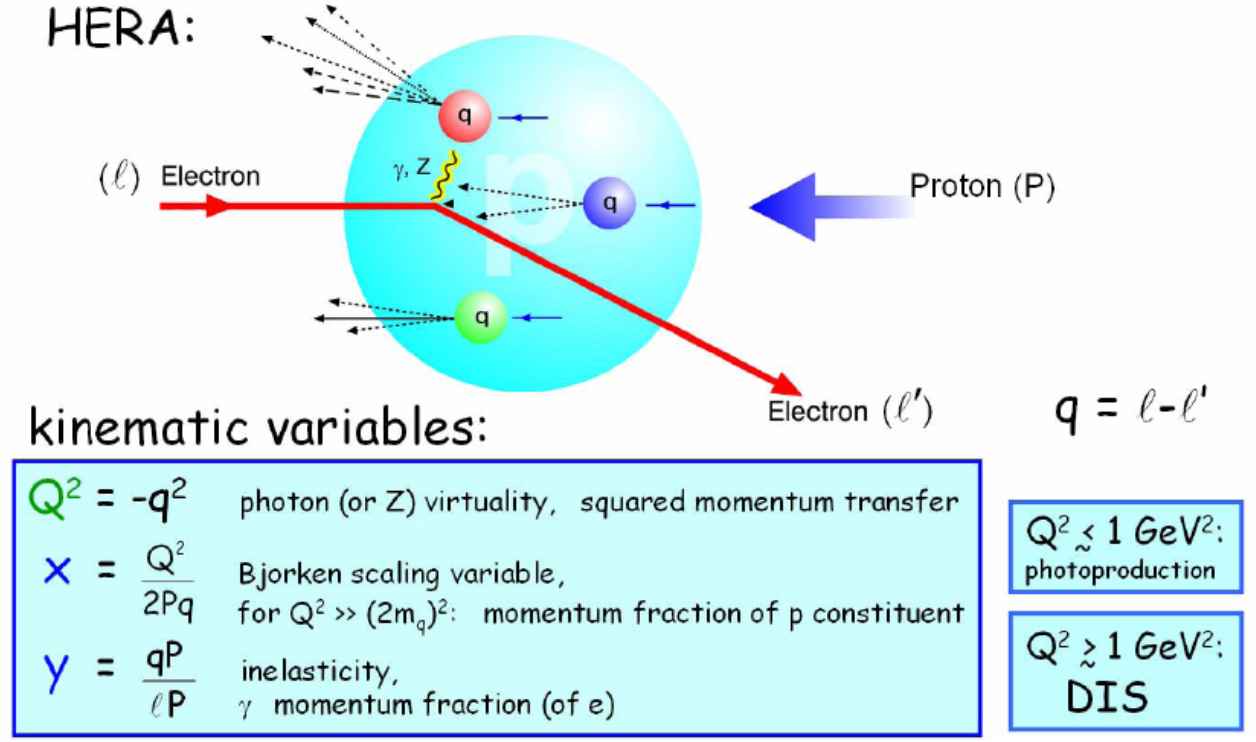 HERA:
q
γ, Z
(ℓ) Electron
p
q
Proton (P)
q
Electron (ℓ')
q = ℓ-ℓ'
kinematic variables:
Q² = -q² photon (or Z) virtuality, squared momentum transfer
x = Q²/2Pq Bjorken scaling variable,
for Q² >> (2m_q)²: momentum fraction of p constituent
y = qP/ℓP inelasticity,
γ momentum fraction (of e)
Q² ≲ 1 GeV²:
photoproduction
Q² ≳ 1 GeV²:
DIS